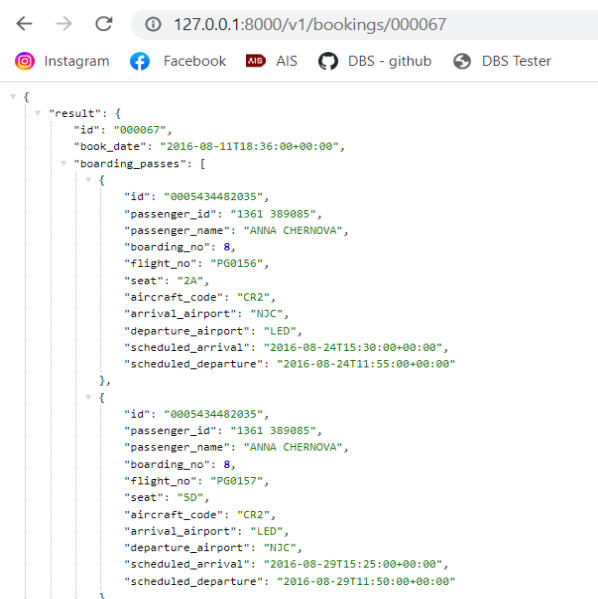 127.0.0.1:8000/v1/bookings/000067
Instagram Facebook AIS AIS DBS - github DBS Tester
{
"result": {
"id": "000067",
"book_date": "2016-08-11T18:36:00+00:00",
"boarding_passes": [
{
"id": "0005434482035",
"passenger_id": "1361 389085",
"passenger_name": "ANNA CHERNOVA",
"boarding_no": 8,
"flight_no": "PG0156",
"seat": "2A",
"aircraft_code": "CR2",
"arrival_airport": "NJC",
"departure_airport": "LED",
"scheduled_arrival": "2016-08-24T15:30:00+00:00",
"scheduled_departure": "2016-08-24T11:55:00+00:00"
},
{
"id": "0005434482035",
"passenger_id": "1361 389085",
"passenger_name": "ANNA CHERNOVA",
"boarding_no": 8,
"flight_no": "PG0157",
"seat": "5D",
"aircraft_code": "CR2",
"arrival_airport": "LED",
"departure_airport": "NJC",
"scheduled_arrival": "2016-08-29T15:25:00+00:00",
"scheduled_departure": "2016-08-29T11:50:00+00:00"
}